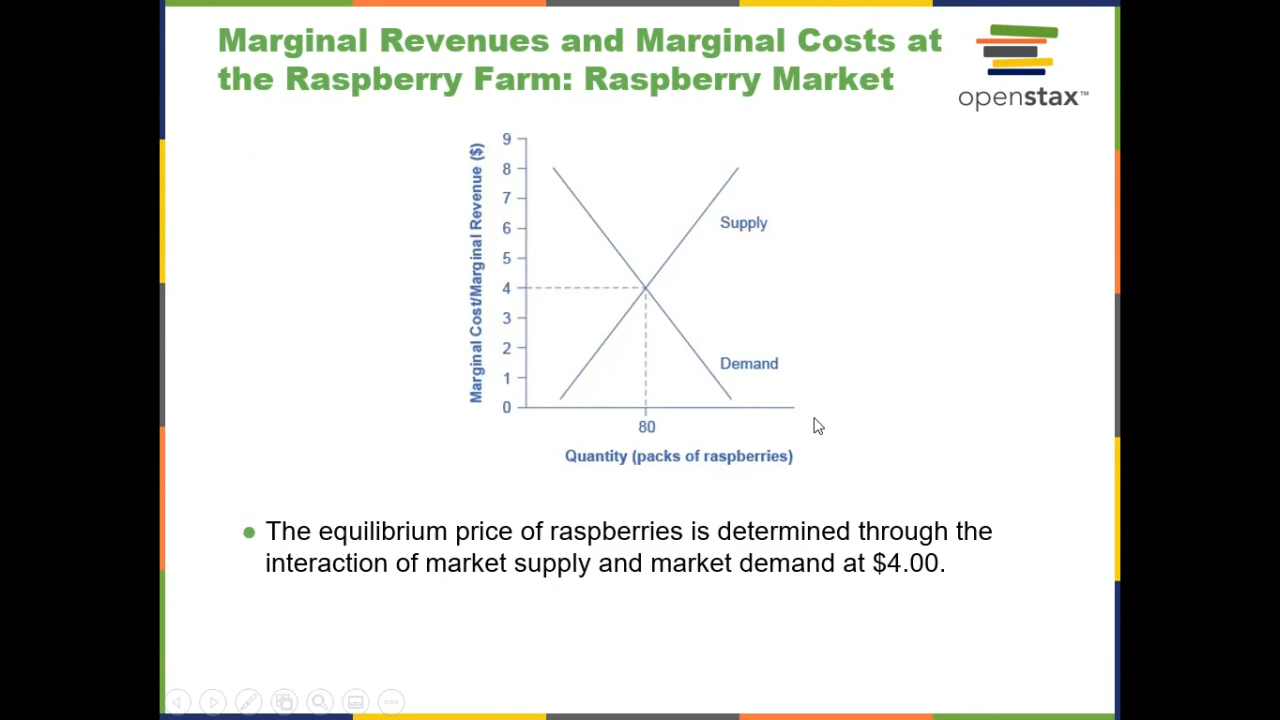 Marginal Revenues and Marginal Costs at
the Raspberry Farm: Raspberry Market
openstax™
Marginal Cost/Marginal Revenue ($)
9
8
7
6
5
4
3
2
1
0
Supply
Demand
80
Quantity (packs of raspberries)
● The equilibrium price of raspberries is determined through the
interaction of market supply and market demand at $4.00.